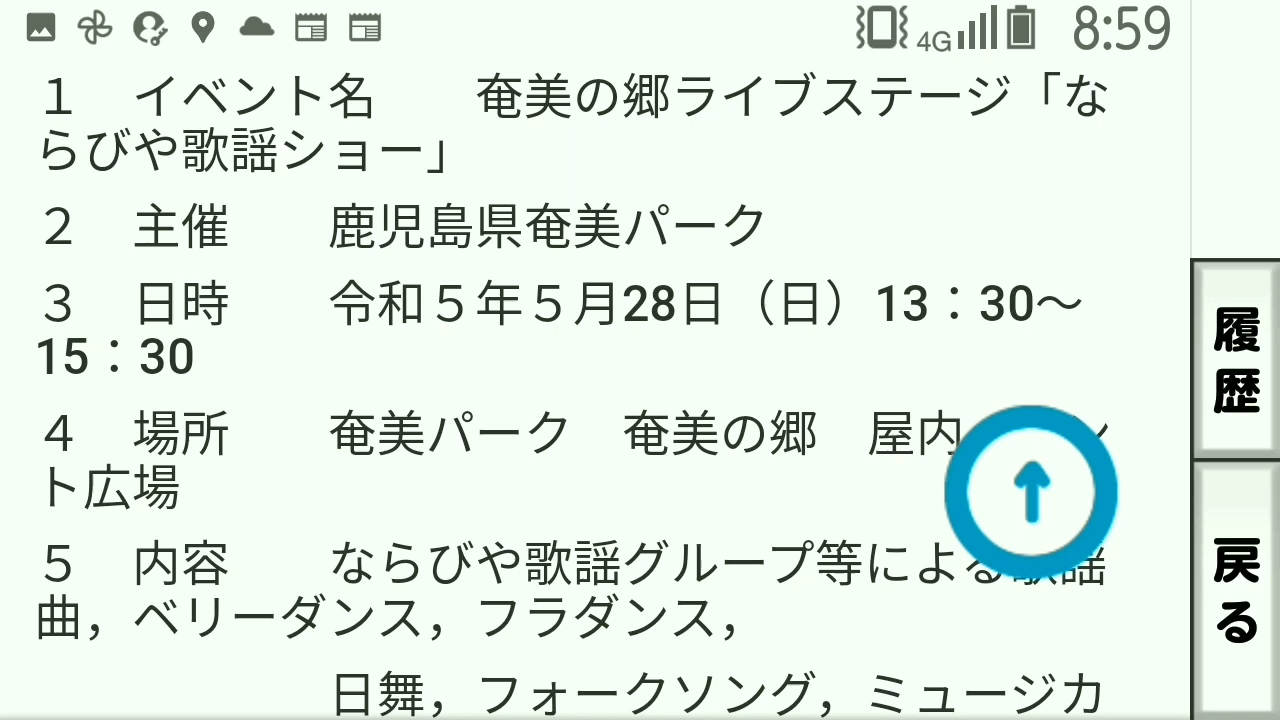 4G 8:59
１　イベント名　　奄美の郷ライブステージ「な
らびや歌謡ショー」
２　主催　　鹿児島県奄美パーク
３　日時　　令和５年５月28日（日）13：30～
15：30
４　場所　　奄美パーク　奄美の郷　屋内
ト広場
５　内容　　ならびや歌謡グループ等による歌謡
曲，ベリーダンス，フラダンス，
日舞，フォークソング，ミュージカ
履歴
戻る